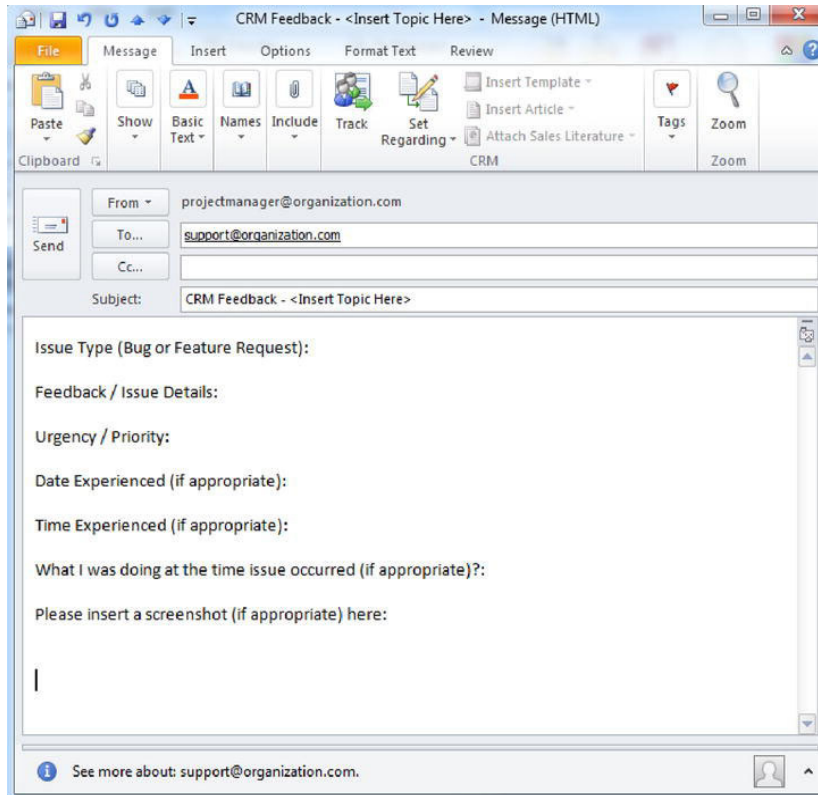 CRM Feedback - <Insert Topic Here> - Message (HTML)
File Message Insert Options Format Text Review
Paste
Show
Basic Text
Names
Include
Track
Set Regarding
Insert Template
Insert Article
Attach Sales Literature
Tags
Zoom
Clipboard CRM Zoom
Send
From projectmanager@organization.com
To... support@organization.com
Cc...
Subject: CRM Feedback - <Insert Topic Here>
Issue Type (Bug or Feature Request):
Feedback / Issue Details:
Urgency / Priority:
Date Experienced (if appropriate):
Time Experienced (if appropriate):
What I was doing at the time issue occurred (if appropriate)?:
Please insert a screenshot (if appropriate) here:
See more about: support@organization.com.